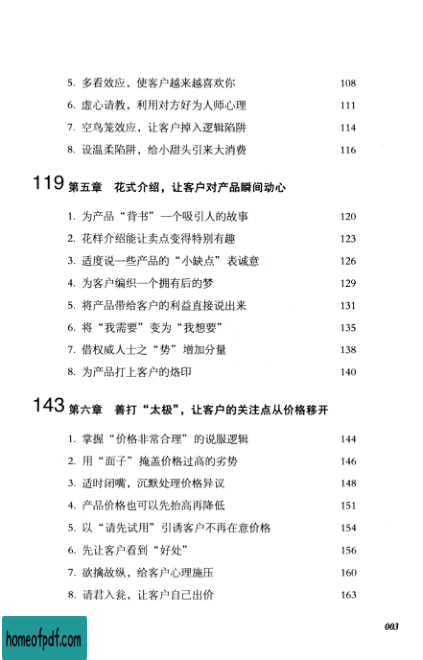 5. 多看效应，使客户越来越喜欢你 108
6. 虚心请教，利用对方好为人师心理 111
7. 空鸟笼效应，让客户掉入逻辑陷阱 114
8. 设温柔陷阱，给小甜头引来大消费 116
119 第五章 花式介绍，让客户对产品瞬间动心
1. 为产品“背书”一个吸引人的故事 120
2. 花样介绍能让卖点变得特别有趣 123
3. 适度说一些产品的“小缺点”表诚意 126
4. 为客户编织一个拥有后的梦 129
5. 将产品带给客户的利益直接说出来 131
6. 将“我需要”变为“我想要” 135
7. 借权威人士之“势”增加分量 138
8. 为产品打上客户的烙印 140
143 第六章 善打“太极”，让客户的关注点从价格移开
1. 掌握“价格非常合理”的说服逻辑 144
2. 用“面子”掩盖价格过高的劣势 146
3. 适时闭嘴，沉默处理价格异议 148
4. 产品价格也可以先抬高再降低 151
5. 以“请先试用”引诱客户不再在意价格 154
6. 先让客户看到“好处” 156
7. 欲擒故纵，给客户心理施压 160
8. 请君入瓮，让客户自己出价 163
003
homeofpdf.com